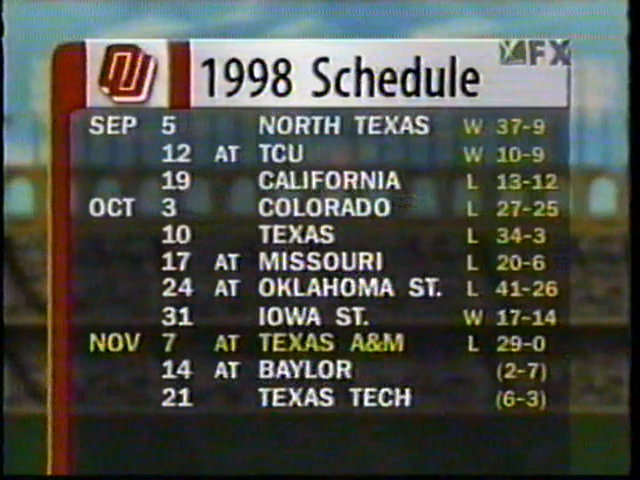 1998 Schedule
FX
SEP 5 NORTH TEXAS W 37-9
12 AT TCU W 10-9
19 CALIFORNIA L 13-12
OCT 3 COLORADO L 27-25
10 TEXAS L 34-3
17 AT MISSOURI L 20-6
24 AT OKLAHOMA ST. L 41-26
31 IOWA ST. W 17-14
NOV 7 AT TEXAS A&M L 29-0
14 AT BAYLOR (2-7)
21 TEXAS TECH (6-3)